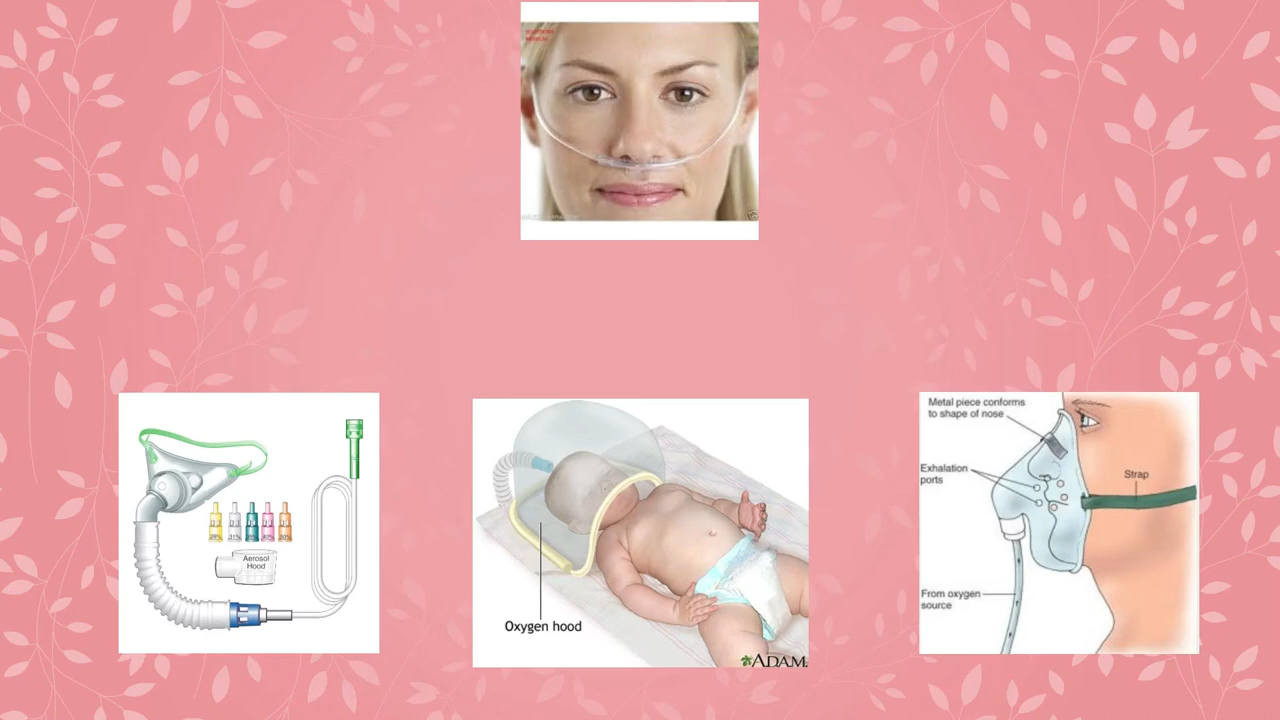 Aerosol
Hood
Oxygen hood
ADAM.
Metal piece conforms
to shape of nose
Exhalation
ports
Strap
From oxygen
source